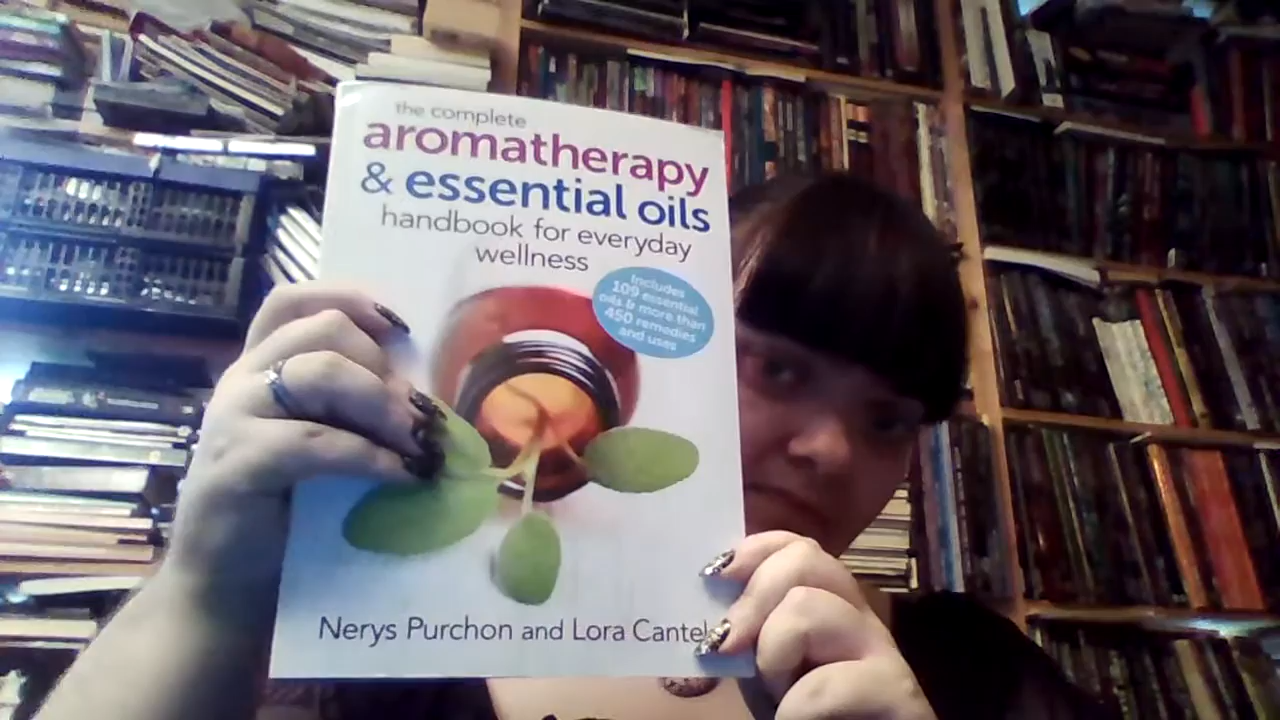 the complete
aromatherapy
& essential oils
handbook for everyday
wellness
Includes
109 essential
oils & more than
450 remedies
and uses
Nerys Purchon and Lora Cantel